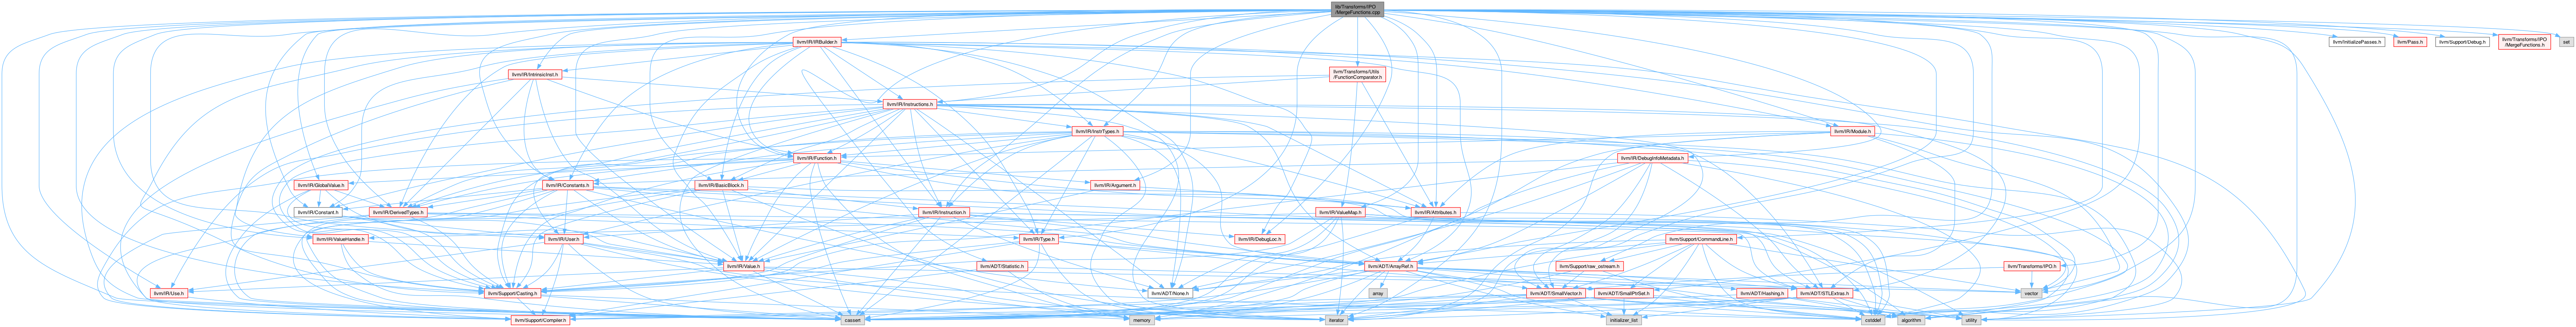 lib/Transforms/IPO
/MergeFunctions.cpp
llvm/IR/IRBuilder.h
llvm/InitializePasses.h
llvm/Pass.h
llvm/Support/Debug.h
llvm/Transforms/IPO
/MergeFunctions.h
set
llvm/IR/IntrinsicInst.h
llvm/Transforms/Utils
/FunctionComparator.h
llvm/IR/Instructions.h
llvm/IR/InstrTypes.h
llvm/IR/Module.h
llvm/IR/Function.h
llvm/IR/DebugInfoMetadata.h
llvm/IR/GlobalValue.h
llvm/IR/Constants.h
llvm/IR/BasicBlock.h
llvm/IR/Argument.h
llvm/IR/Constant.h
llvm/IR/DerivedTypes.h
llvm/IR/Instruction.h
llvm/IR/ValueMap.h
llvm/IR/Attributes.h
llvm/IR/ValueHandle.h
llvm/IR/User.h
llvm/IR/Type.h
llvm/IR/DebugLoc.h
llvm/Support/CommandLine.h
llvm/IR/Value.h
llvm/ADT/Statistic.h
llvm/ADT/ArrayRef.h
llvm/Support/raw_ostream.h
llvm/Transforms/IPO.h
llvm/IR/Use.h
llvm/Support/Casting.h
llvm/ADT/None.h
array
llvm/ADT/SmallVector.h
llvm/ADT/SmallPtrSet.h
llvm/ADT/Hashing.h
llvm/ADT/STLExtras.h
vector
llvm/Support/Compiler.h
cassert
memory
iterator
initializer_list
cstddef
algorithm
utility